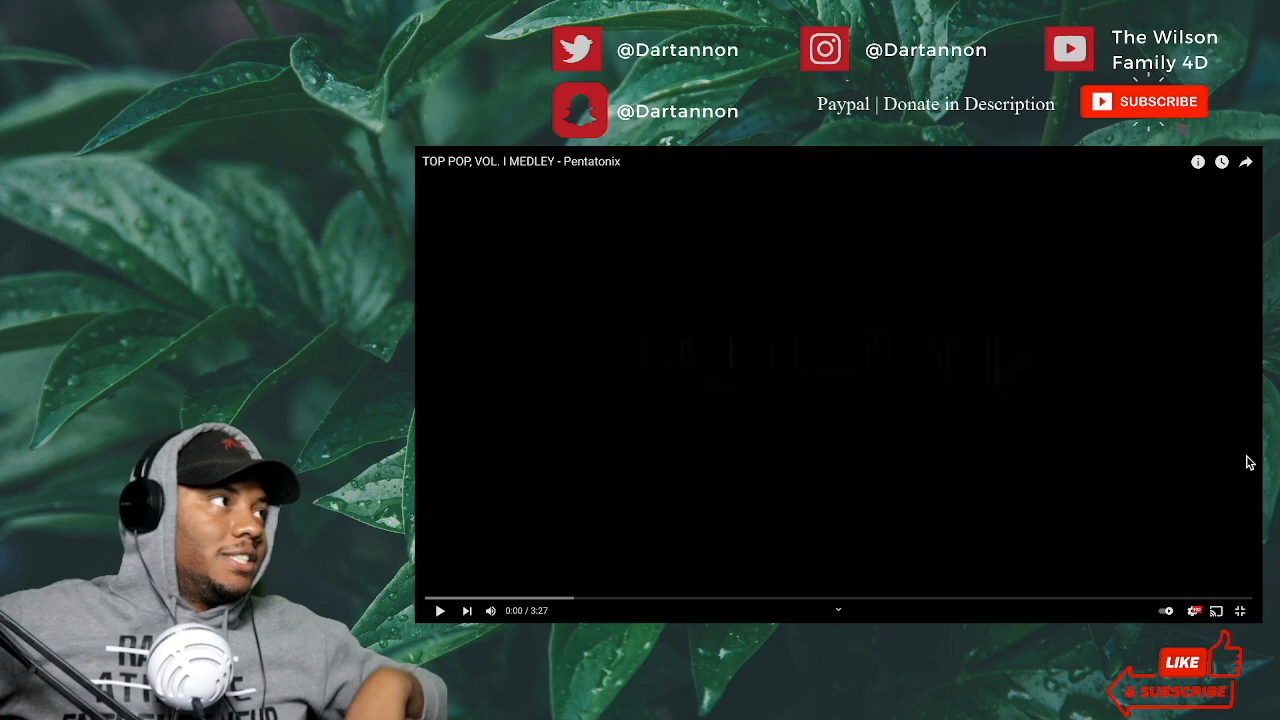 @Dartannon
@Dartannon
The Wilson
Family 4D
@Dartannon
Paypal | Donate in Description
SUBSCRIBE
TOP POP, VOL. I MEDLEY - Pentatonix
0:00 / 3:27
HD
LIKE
& SUBSCRIBE